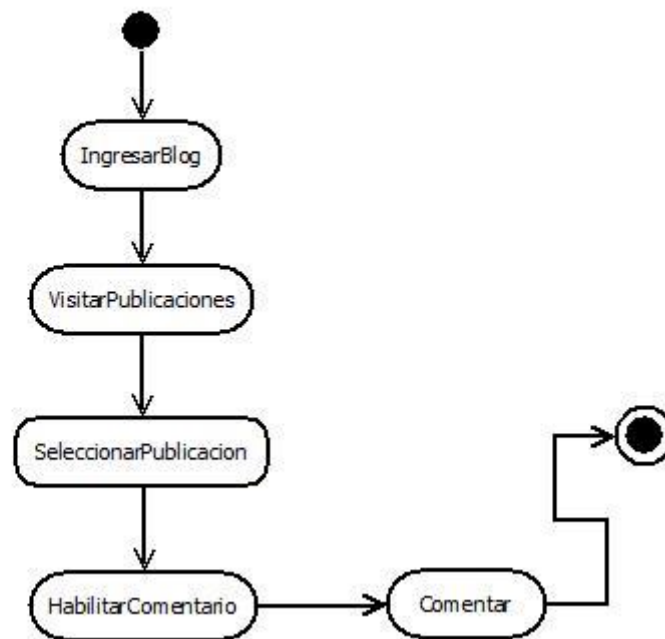 IngresarBlog
VisitarPublicaciones
SeleccionarPublicacion
HabilitarComentario
Comentar